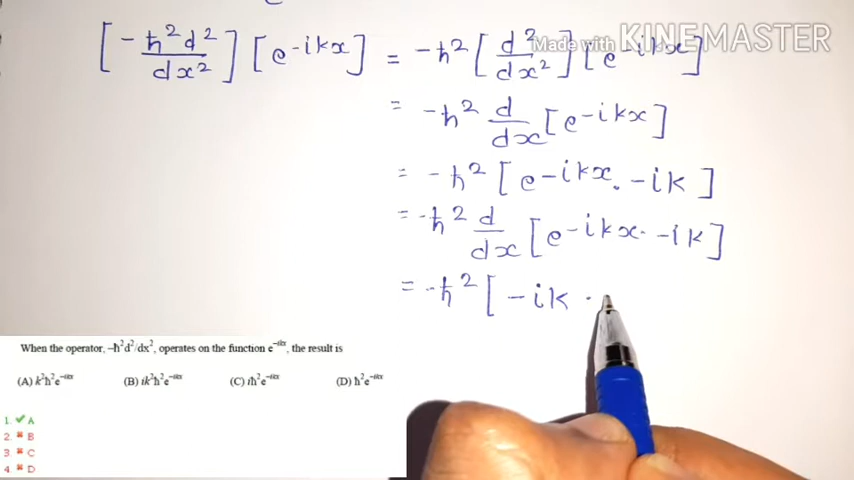 [-ħ²d²/dx²] [e^-ikx] = -ħ² [d²/dx²] [e^-ikx]
Made with KINEMASTER
= -ħ² d/dx [e^-ikx]
= -ħ² [e^-ikx . -ik]
= -ħ² d/dx [e^-ikx . -ik]
= -ħ² [-ik .
When the operator, -ħ²d²/dx², operates on the function e^-ikx, the result is
(A) k²ħ²e^-ikx (B) ik²ħ²e^-ikx (C) iħ²e^-ikx (D) ħ²e^-ikx
1. ✔ A
2. ✖ B
3. ✖ C
4. ✖ D